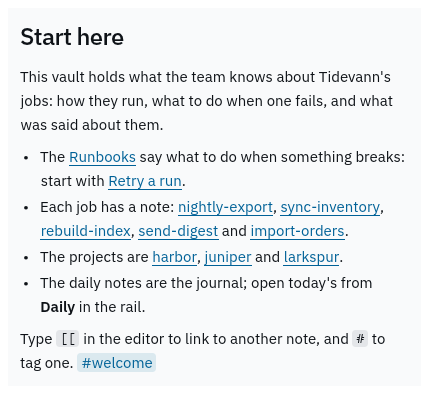 Start here
This vault holds what the team knows about Tidevann's
jobs: how they run, what to do when one fails, and what
was said about them.
• The Runbooks say what to do when something breaks:
start with Retry a run.
• Each job has a note: nightly-export, sync-inventory,
rebuild-index, send-digest and import-orders.
• The projects are harbor, juniper and larkspur.
• The daily notes are the journal; open today's from
Daily in the rail.
Type [[ in the editor to link to another note, and # to
tag one. #welcome